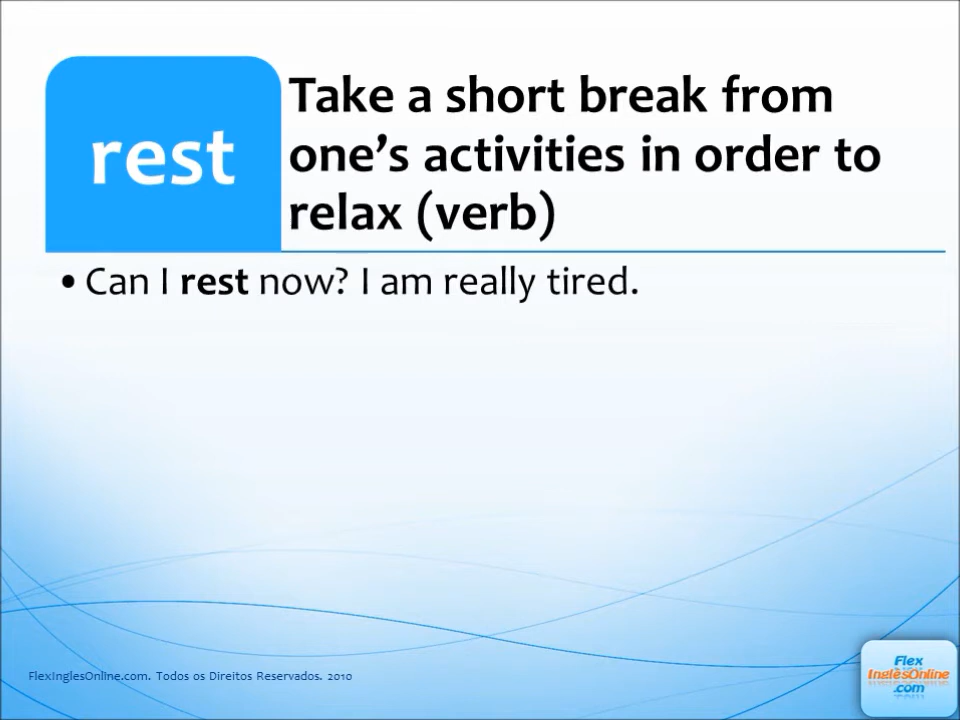 rest
Take a short break from
one’s activities in order to
relax (verb)
•Can I rest now? I am really tired.
FlexInglesOnline.com. Todos os Direitos Reservados. 2010
Flex
InglêsOnline
.com